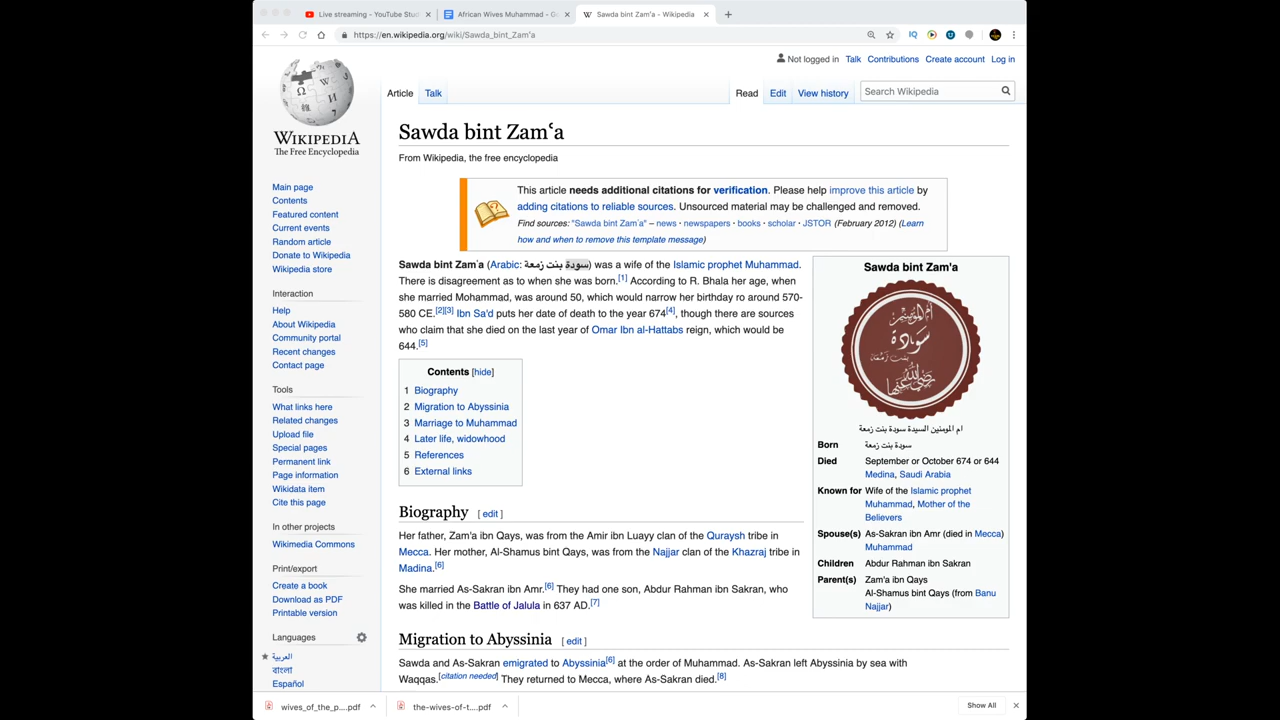 Live streaming - YouTube Stud
African Wives Muhammad - G
Sawda bint Zamʿa - Wikipedia
https://en.wikipedia.org/wiki/Sawda_bint_Zamʿa
Not logged in Talk Contributions Create account Log in
Article Talk Read Edit View history Search Wikipedia
WIKIPEDIA
The Free Encyclopedia
Main page
Contents
Featured content
Current events
Random article
Donate to Wikipedia
Wikipedia store
Interaction
Help
About Wikipedia
Community portal
Recent changes
Contact page
Tools
What links here
Related changes
Upload file
Special pages
Permanent link
Page information
Wikidata item
Cite this page
In other projects
Wikimedia Commons
Print/export
Create a book
Download as PDF
Printable version
Languages
العربية
বাংলা
Español
Sawda bint Zamʿa
From Wikipedia, the free encyclopedia
This article needs additional citations for verification. Please help improve this article by
adding citations to reliable sources. Unsourced material may be challenged and removed.
Find sources: "Sawda bint Zamʿa" – news · newspapers · books · scholar · JSTOR (February 2012) (Learn
how and when to remove this template message)
Sawda bint Zamʿa (Arabic: سودة بنت زمعة) was a wife of the Islamic prophet Muhammad.
There is disagreement as to when she was born.[1] According to R. Bhala her age, when
she married Mohammad, was around 50, which would narrow her birthday ro around 570-
580 CE.[2][3] Ibn Sa'd puts her date of death to the year 674[4], though there are sources
who claim that she died on the last year of Omar Ibn al-Hattabs reign, which would be
644.[5]
Contents [hide]
1 Biography
2 Migration to Abyssinia
3 Marriage to Muhammad
4 Later life, widowhood
5 References
6 External links
Biography [ edit ]
Her father, Zam'a ibn Qays, was from the Amir ibn Luayy clan of the Quraysh tribe in
Mecca. Her mother, Al-Shamus bint Qays, was from the Najjar clan of the Khazraj tribe in
Madina.[6]
She married As-Sakran ibn Amr.[6] They had one son, Abdur Rahman ibn Sakran, who
was killed in the Battle of Jalula in 637 AD.[7]
Migration to Abyssinia [ edit ]
Sawda and As-Sakran emigrated to Abyssinia[6] at the order of Muhammad. As-Sakran left Abyssinia by sea with
Waqqas.[citation needed] They returned to Mecca, where As-Sakran died.[8]
Sawda bint Zam'a
أم المؤمنين
سودة
بنت زمعة
رضي الله عنها
ام المومنين السيدة سودة بنت زمعة
Born سودة بنت زمعة
Died September or October 674 or 644
Medina, Saudi Arabia
Known for Wife of the Islamic prophet
Muhammad, Mother of the
Believers
Spouse(s) As-Sakran ibn Amr (died in Mecca)
Muhammad
Children Abdur Rahman ibn Sakran
Parent(s) Zam'a ibn Qays
Al-Shamus bint Qays (from Banu
Najjar)
wives_of_the_p....pdf
the-wives-of-t....pdf
Show All